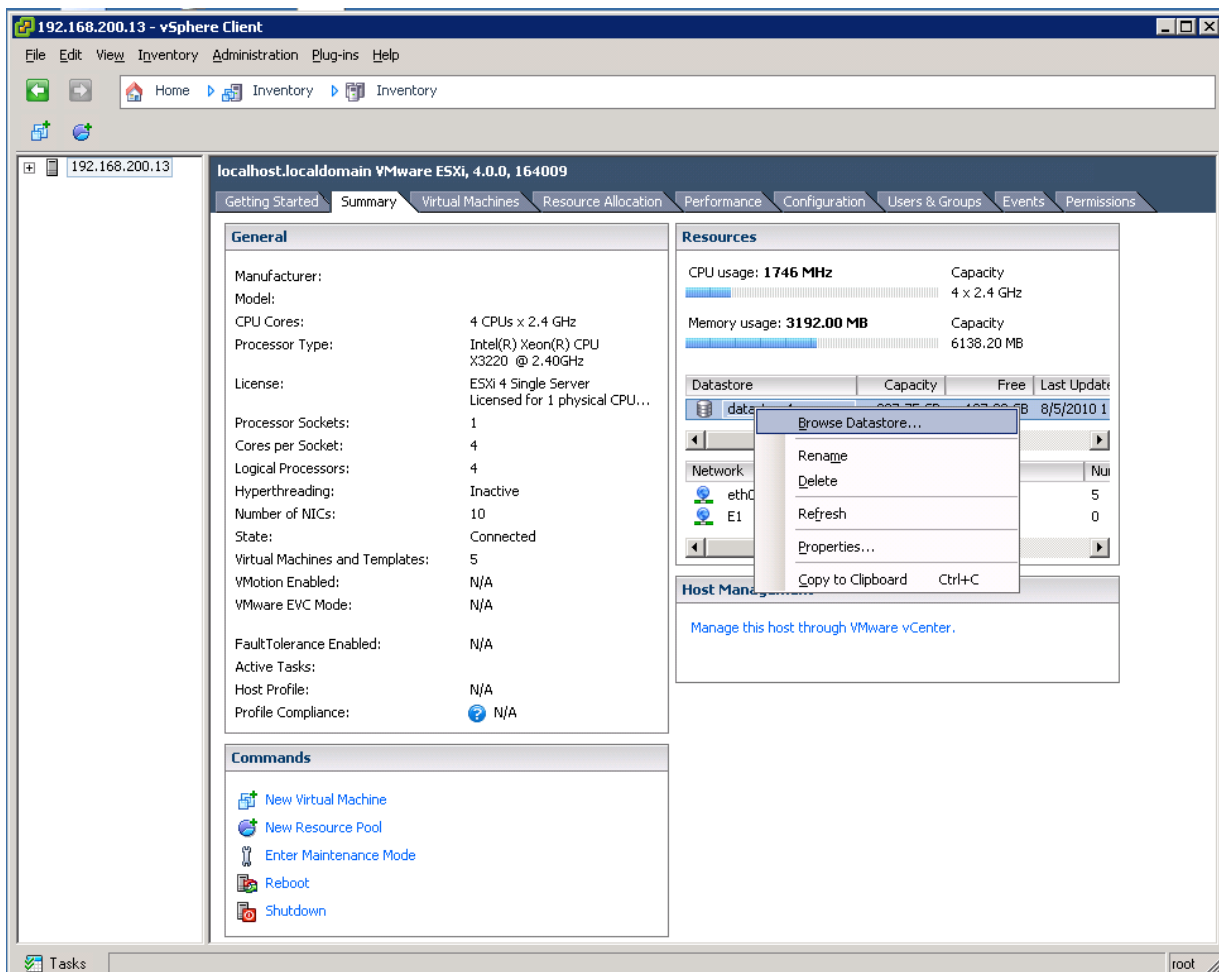 192.168.200.13 - vSphere Client
File Edit View Inventory Administration Plug-ins Help
Home Inventory Inventory
192.168.200.13
localhost.localdomain VMware ESXi, 4.0.0, 164009
Getting Started Summary Virtual Machines Resource Allocation Performance Configuration Users & Groups Events Permissions
General
Manufacturer:
Model:
CPU Cores: 4 CPUs x 2.4 GHz
Processor Type: Intel(R) Xeon(R) CPU
X3220 @ 2.40GHz
License: ESXi 4 Single Server
Licensed for 1 physical CPU...
Processor Sockets: 1
Cores per Socket: 4
Logical Processors: 4
Hyperthreading: Inactive
Number of NICs: 10
State: Connected
Virtual Machines and Templates: 5
VMotion Enabled: N/A
VMware EVC Mode: N/A
FaultTolerance Enabled: N/A
Active Tasks:
Host Profile: N/A
Profile Compliance: N/A
Commands
New Virtual Machine
New Resource Pool
Enter Maintenance Mode
Reboot
Shutdown
Resources
CPU usage: 1746 MHz Capacity
4 x 2.4 GHz
Memory usage: 3192.00 MB Capacity
6138.20 MB
Datastore Capacity Free Last Update
8/5/2010 1
Browse Datastore...
Rename
Delete
Refresh
Properties...
Copy to Clipboard Ctrl+C
Network Nu
eth0 5
E1 0
Host Management
Manage this host through VMware vCenter.
Tasks root